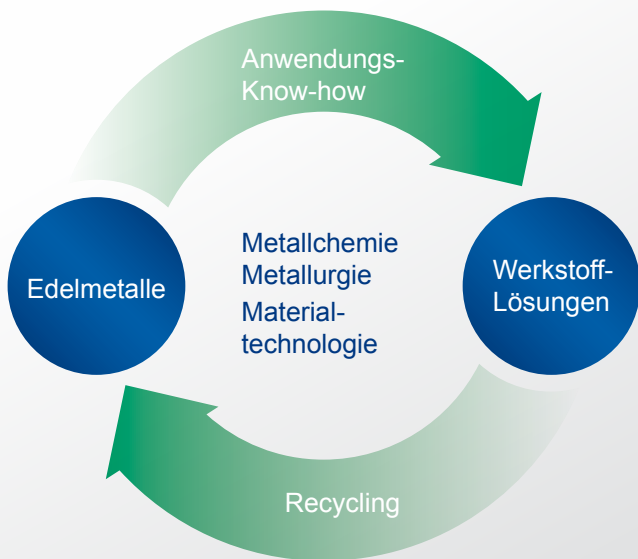 Anwendungs-
Know-how
Edelmetalle
Metallchemie
Metallurgie
Material-
technologie
Werkstoff-
Lösungen
Recycling